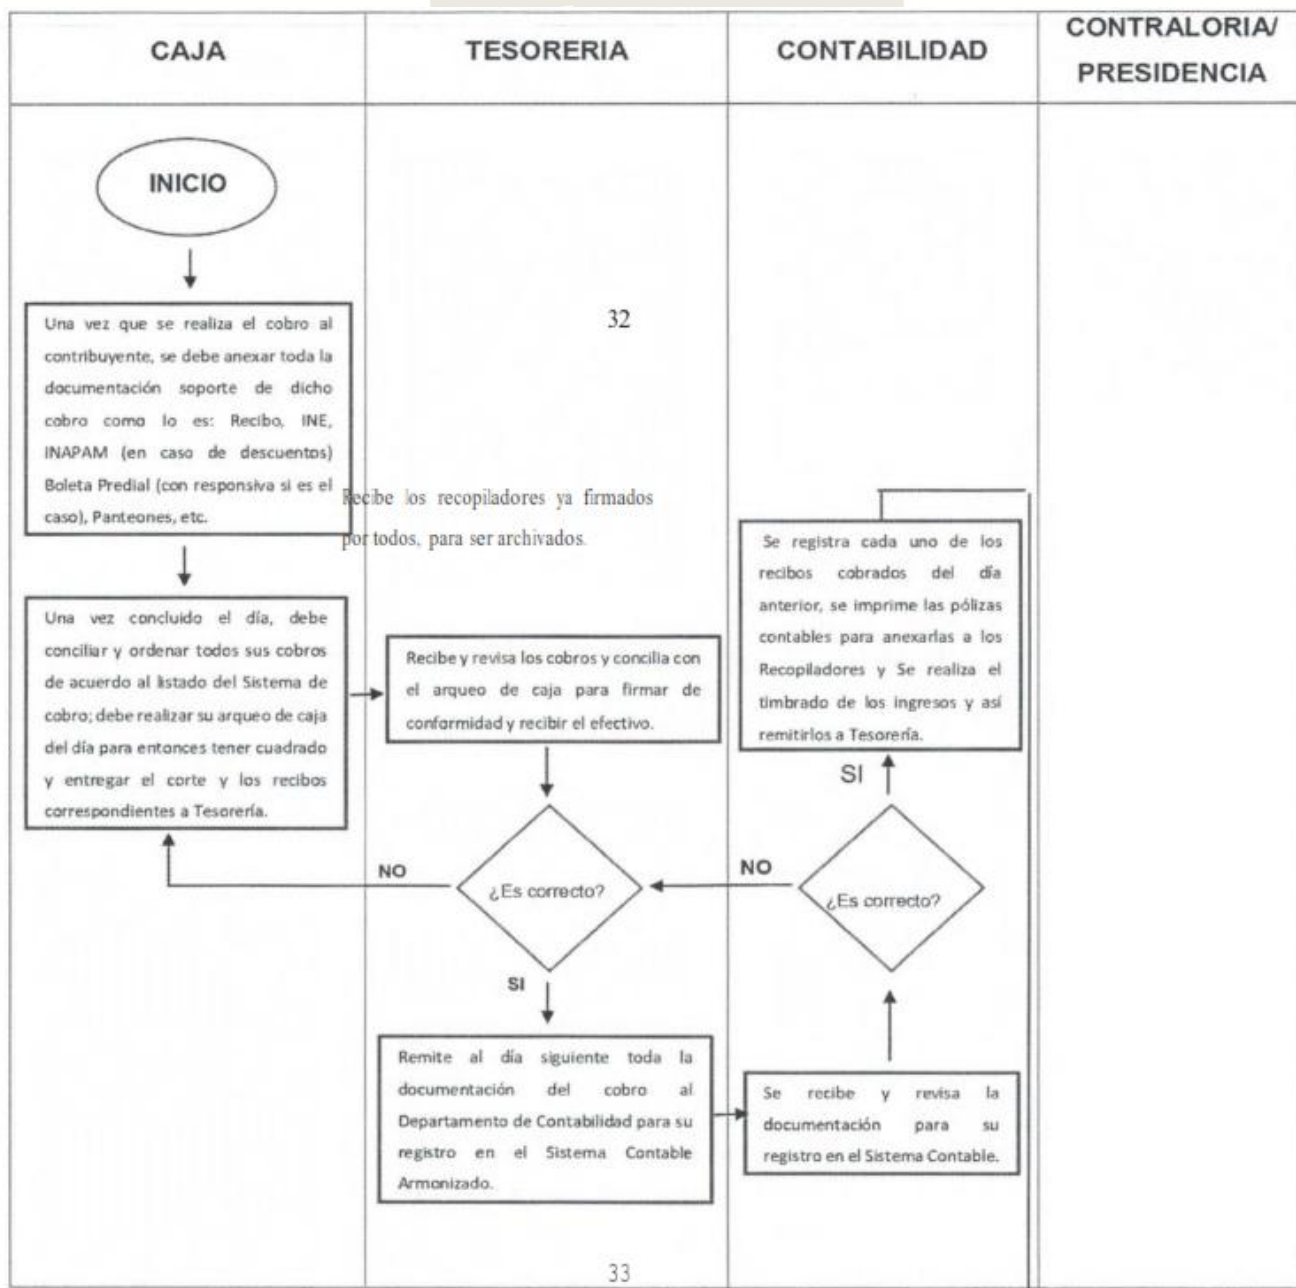 CAJA
TESORERIA
CONTABILIDAD
CONTRALORIA/
PRESIDENCIA
INICIO
Una vez que se realiza el cobro al
contribuyente, se debe anexar toda la
documentación soporte de dicho
cobro como lo es: Recibo, INE,
INAPAM (en caso de descuentos)
Boleta Predial (con responsiva si es el
caso), Panteones, etc.
32
Recibe los recopiladores ya firmados
por todos, para ser archivados.
Una vez concluido el día, debe
conciliar y ordenar todos sus cobros
de acuerdo al listado del Sistema de
cobro; debe realizar su arqueo de caja
del día para entonces tener cuadrado
y entregar el corte y los recibos
correspondientes a Tesorería.
Recibe y revisa los cobros y concilia con
el arqueo de caja para firmar de
conformidad y recibir el efectivo.
Se registra cada uno de los
recibos cobrados del día
anterior, se imprime las pólizas
contables para anexarlas a los
Recopiladores y Se realiza el
timbrado de los ingresos y así
remitirlos a Tesorería.
SI
NO
¿Es correcto?
NO
¿Es correcto?
SI
Remite al día siguiente toda la
documentación del cobro al
Departamento de Contabilidad para su
registro en el Sistema Contable
Armonizado.
Se recibe y revisa la
documentación para su
registro en el Sistema Contable.
33